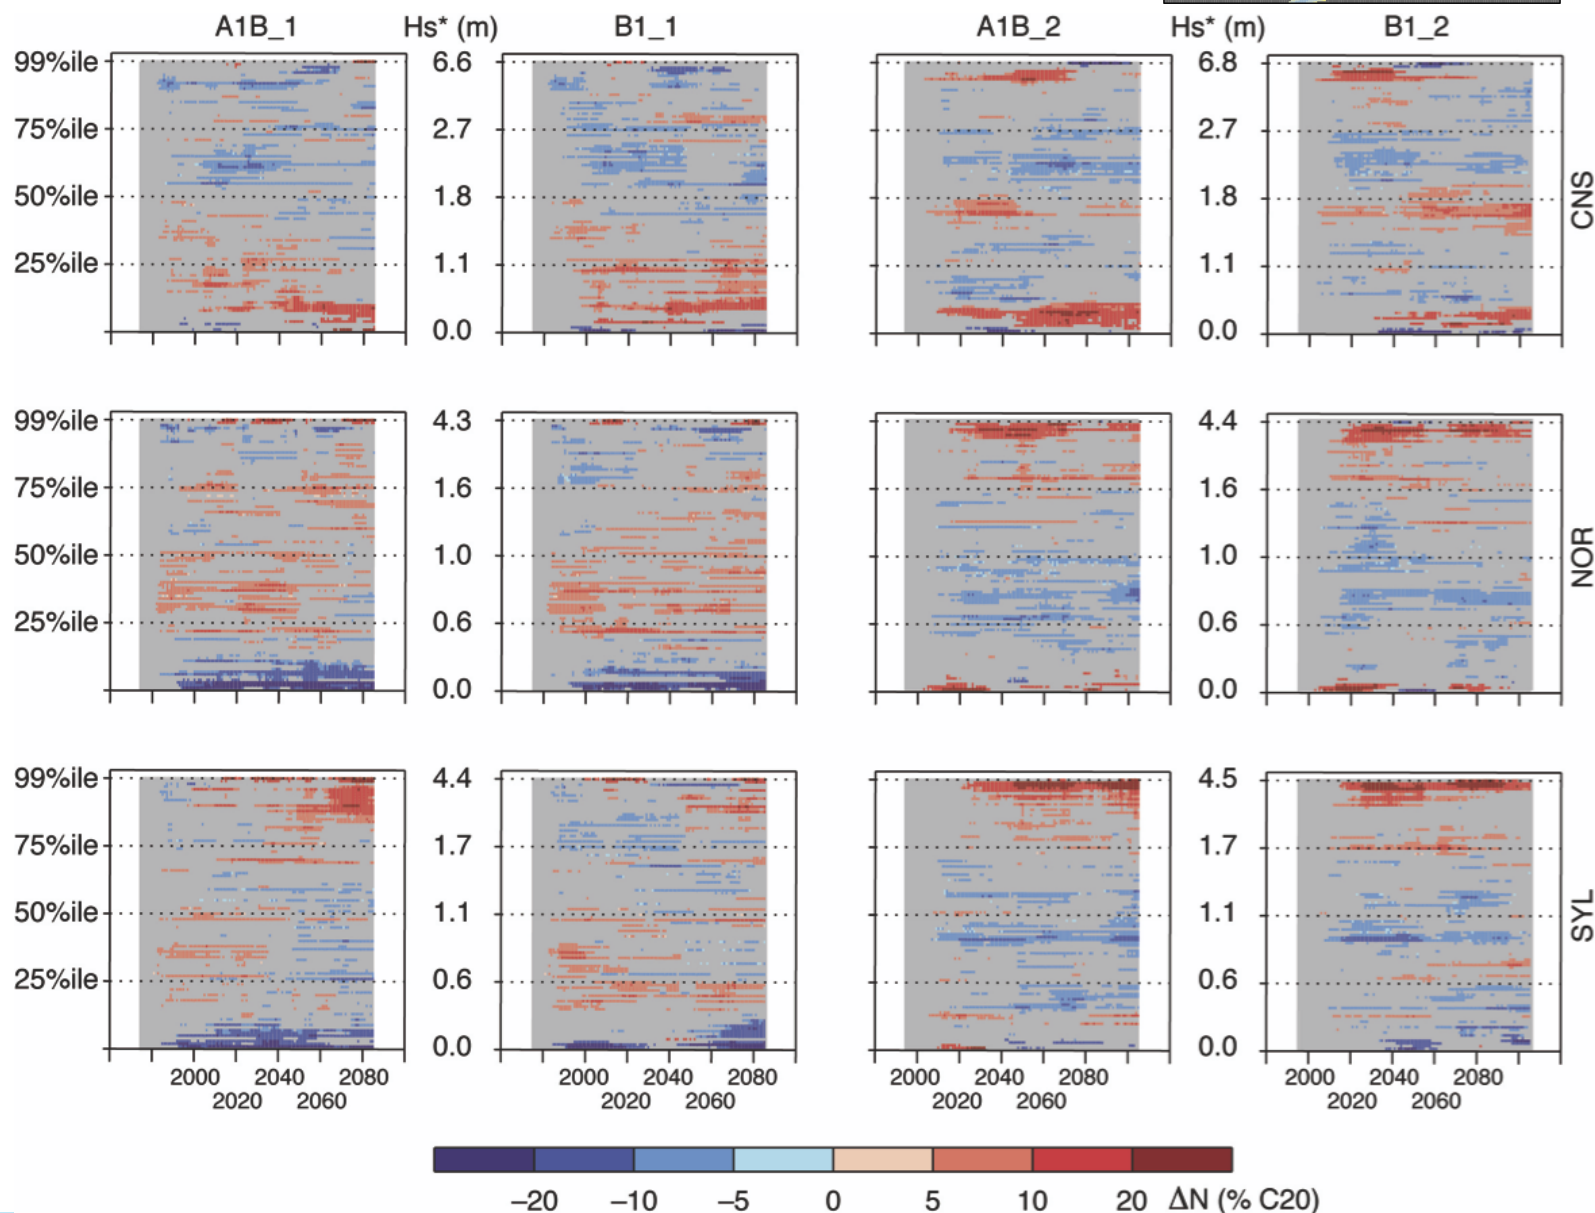 A1B_1 Hs* (m) B1_1 A1B_2 Hs* (m) B1_2
99%ile 6.6 6.8
75%ile 2.7 2.7
50%ile 1.8 1.8 CNS
25%ile 1.1 1.1
0.0 0.0
99%ile 4.3 4.4
75%ile 1.6 1.6
50%ile 1.0 1.0 NOR
25%ile 0.6 0.6
0.0 0.0
99%ile 4.4 4.5
75%ile 1.7 1.7
50%ile 1.1 1.1 SYL
25%ile 0.6 0.6
0.0 0.0
2000 2040 2080 2000 2040 2080 2000 2040 2080 2000 2040 2080
2020 2060 2020 2060 2020 2060 2020 2060
−20 −10 −5 0 5 10 20 ΔN (% C20)